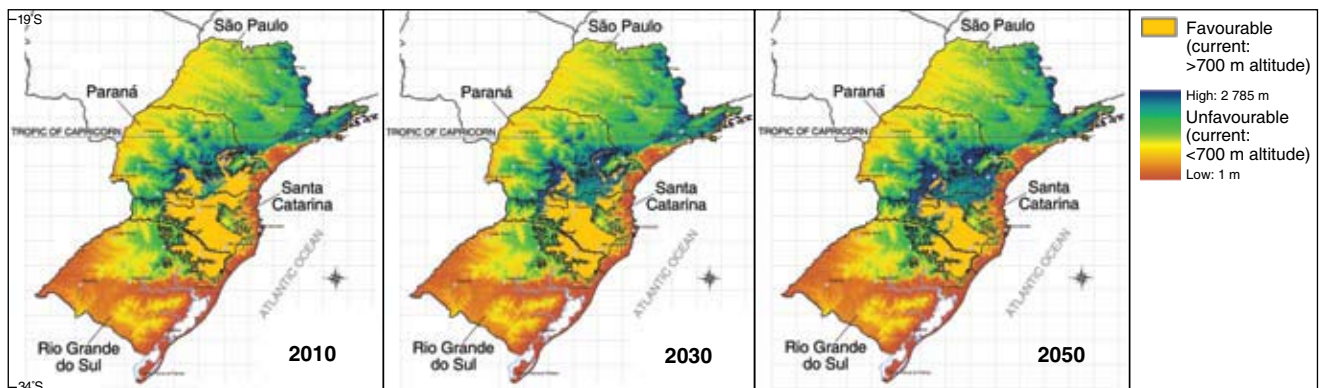 19°S
São Paulo
Paraná
TROPIC OF CAPRICORN
Santa
Catarina
ATLANTIC OCEAN
Rio Grande
do Sul
2010
34°S
São Paulo
Paraná
TROPIC OF CAPRICORN
Santa
Catarina
ATLANTIC OCEAN
Rio Grande
do Sul
2030
São Paulo
Paraná
TROPIC OF CAPRICORN
Santa
Catarina
ATLANTIC OCEAN
Rio Grande
do Sul
2050
Favourable
(current:
>700 m altitude)
High: 2 785 m
Unfavourable
(current:
<700 m altitude)
Low: 1 m